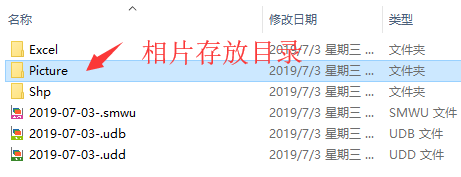 名称 修改日期 类型
Excel 2019/7/3 星期三 ... 文件夹
相片存放目录
Picture 2019/7/3 星期三 ... 文件夹
Shp 2019/7/3 星期三 ... 文件夹
2019-07-03-.smwu 2019/7/3 星期三 ... SMWU 文件
2019-07-03-.udb 2019/7/3 星期三 ... UDB 文件
2019-07-03-.udd 2019/7/3 星期三 ... UDD 文件